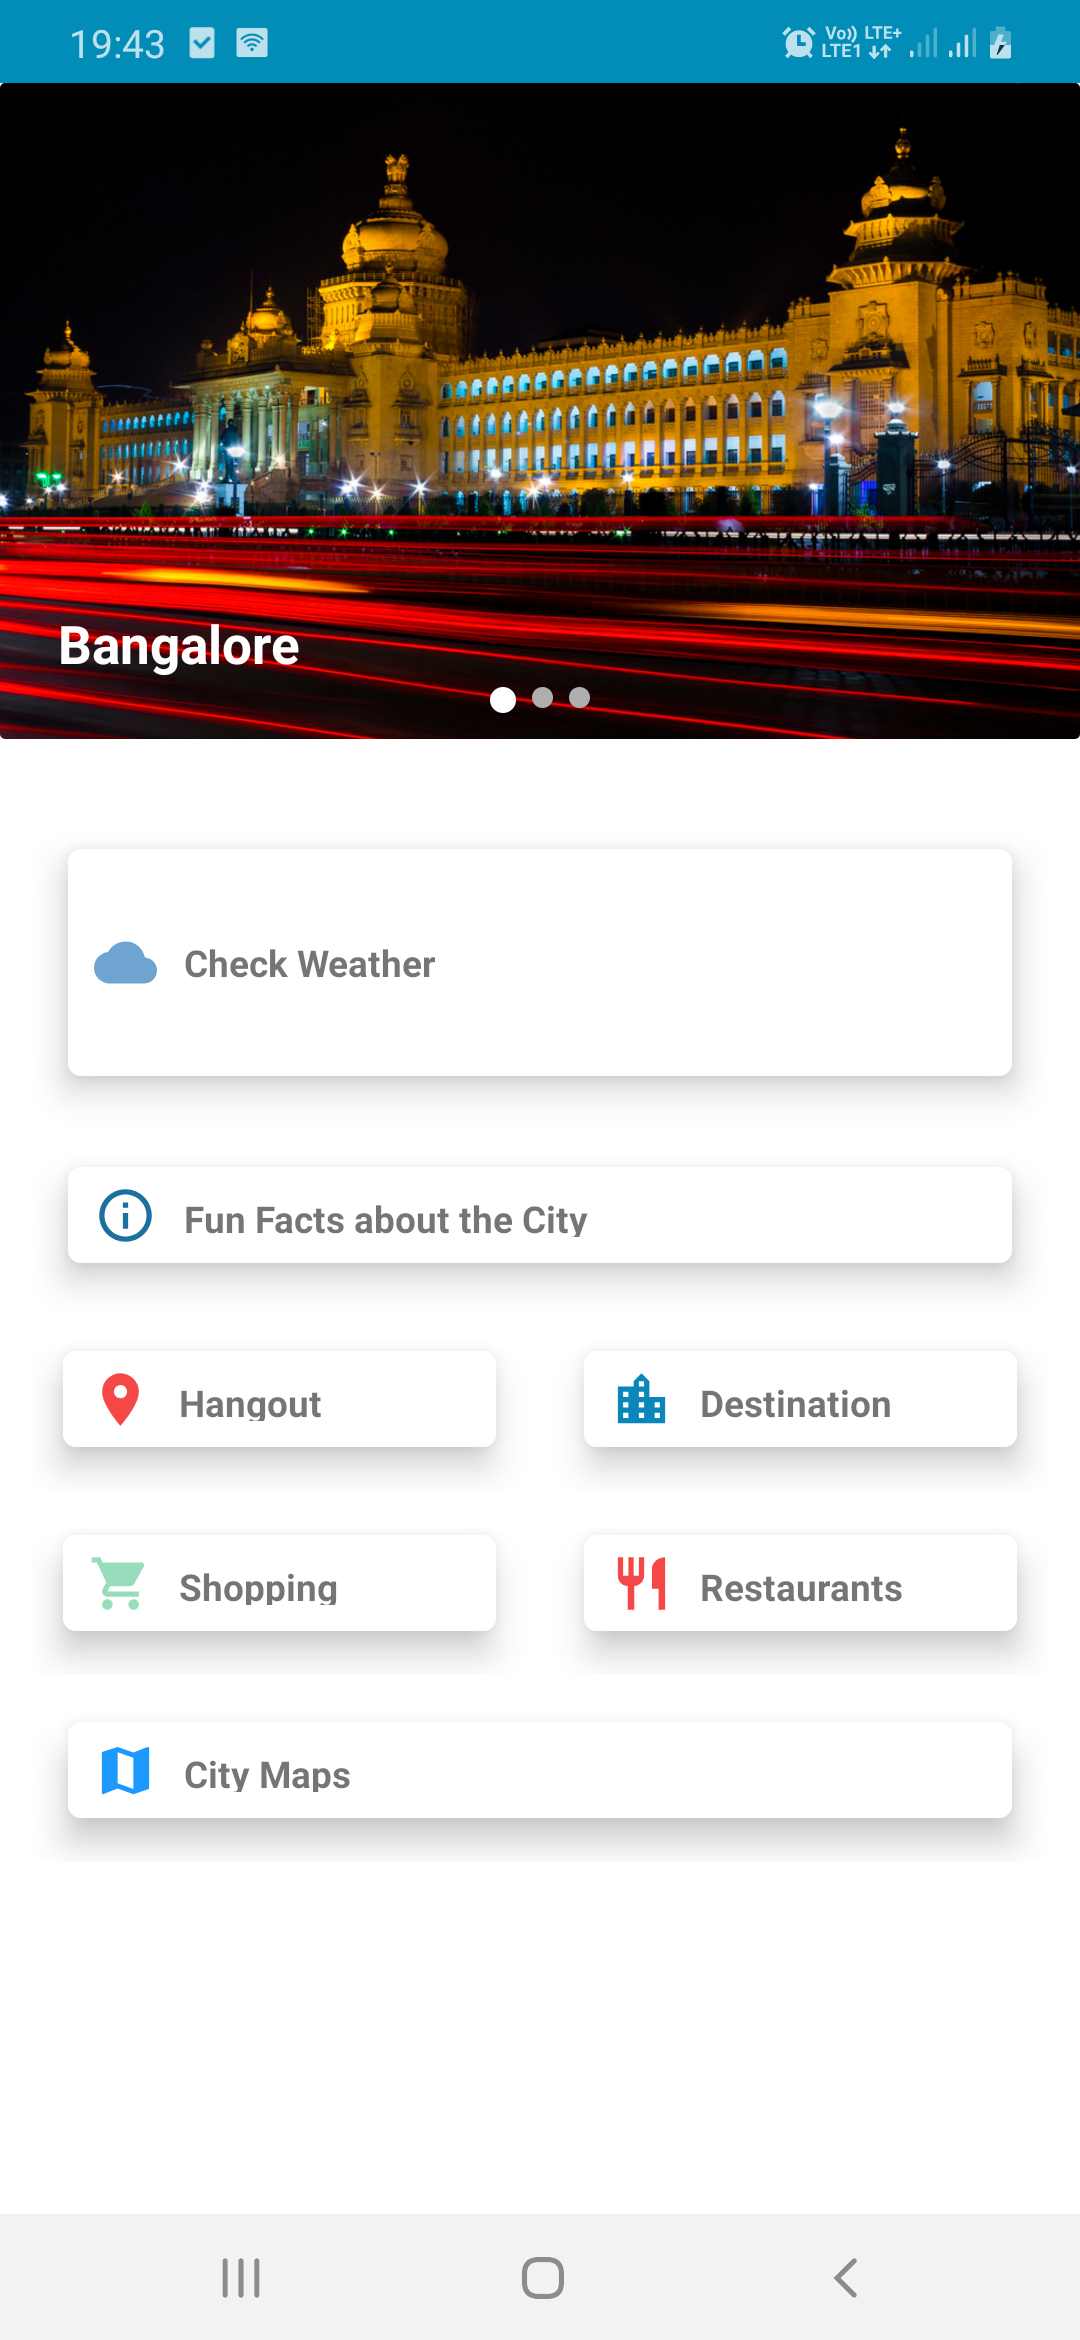 19:43
Vo)) LTE+
LTE1
Bangalore
Check Weather
Fun Facts about the City
Hangout
Destination
Shopping
Restaurants
City Maps